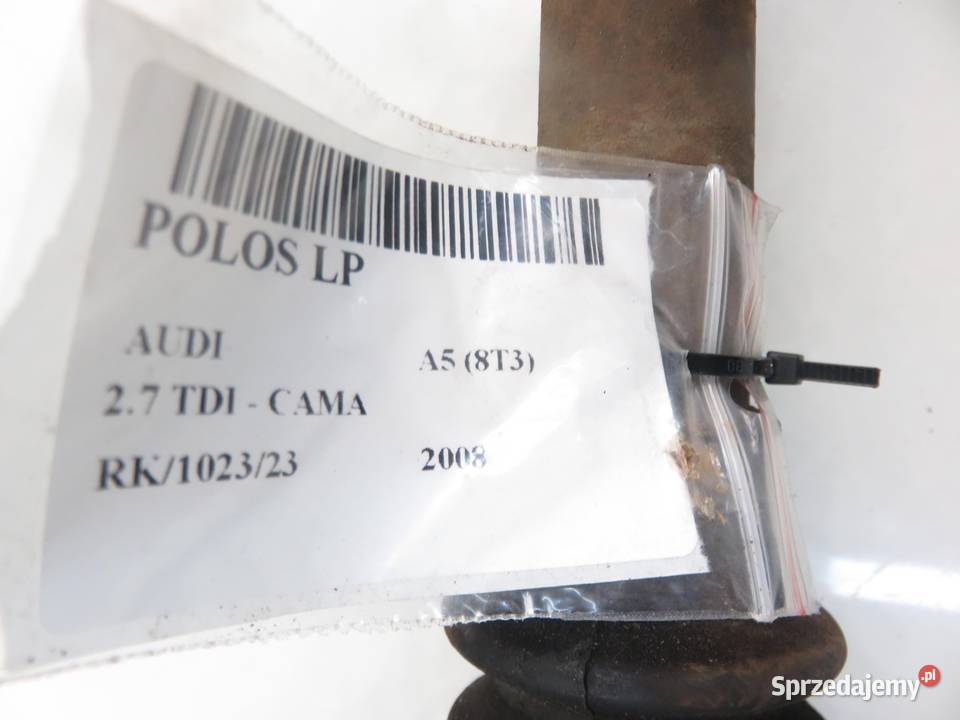 POLOS LP
AUDI A5 (8T3)
2.7 TDI - CAMA
RK/1023/23 2008
Sprzedajemy.pl